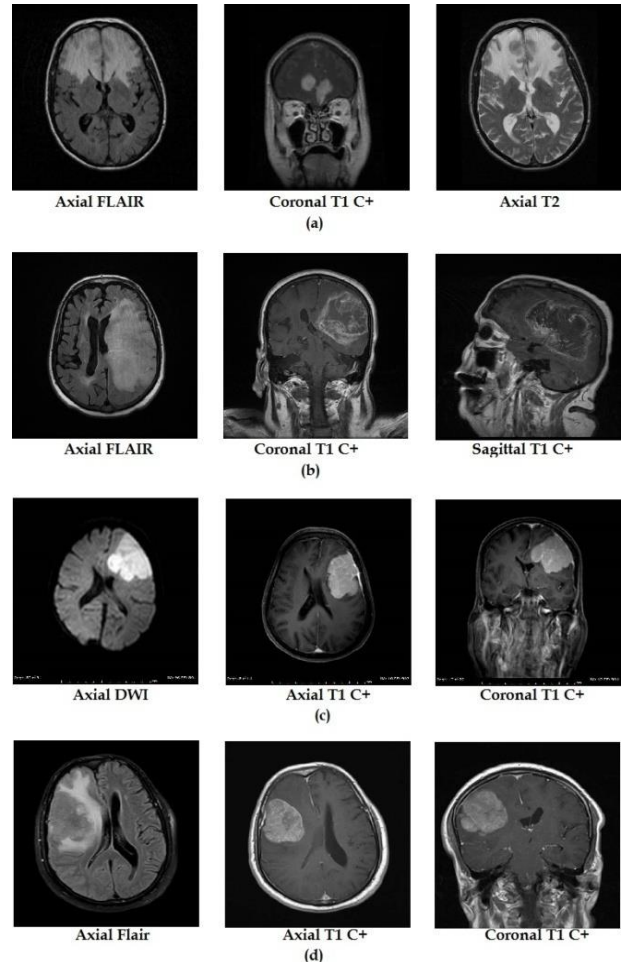 Axial FLAIR Coronal T1 C+ Axial T2
(a)
Axial FLAIR Coronal T1 C+ Sagittal T1 C+
(b)
Axial DWI Axial T1 C+ Coronal T1 C+
(c)
Axial Flair Axial T1 C+ Coronal T1 C+
(d)